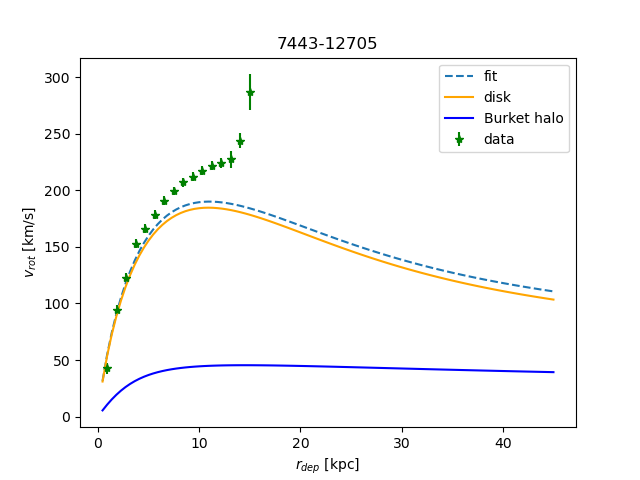 7443-12705
fit
disk
Burket halo
data
300
250
200
150
100
50
0
v_rot [km/s]
0 10 20 30 40
r_dep [kpc]